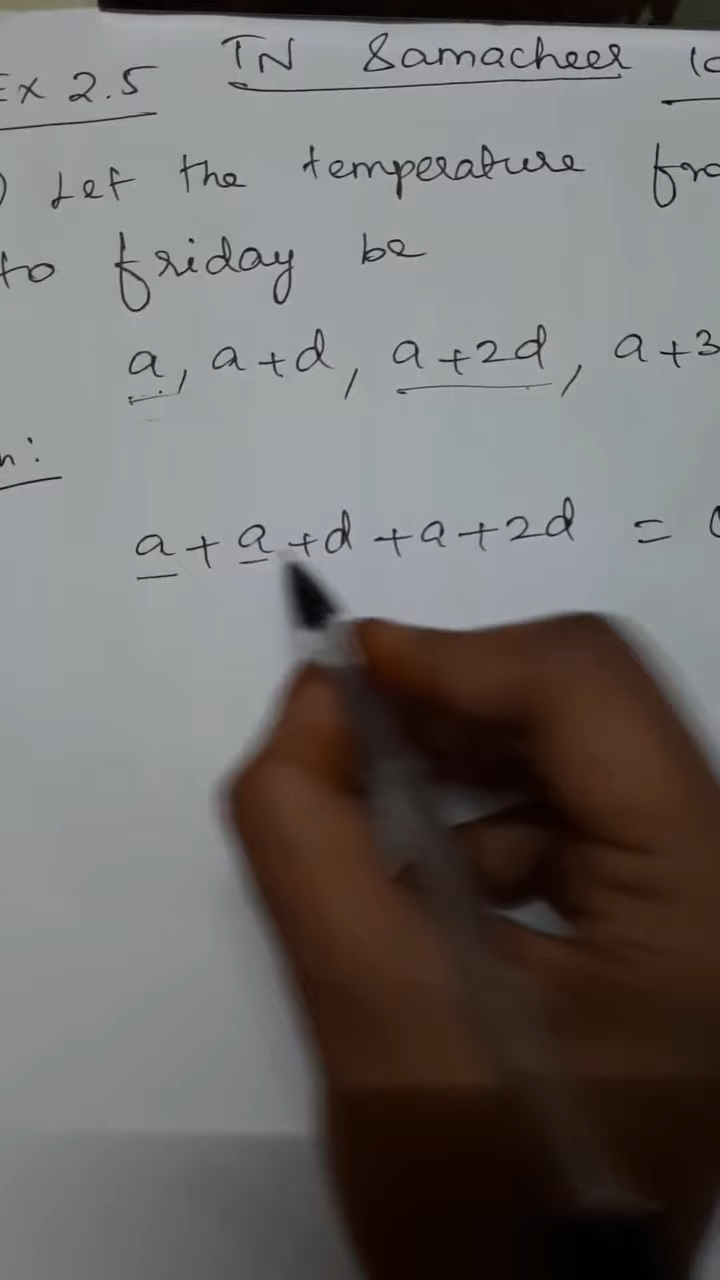 Ex 2.5 TN Samacheer
) Let the temperature
to friday be
a, a+d, a+2d, a+3
n:
a + a + d + a + 2d =